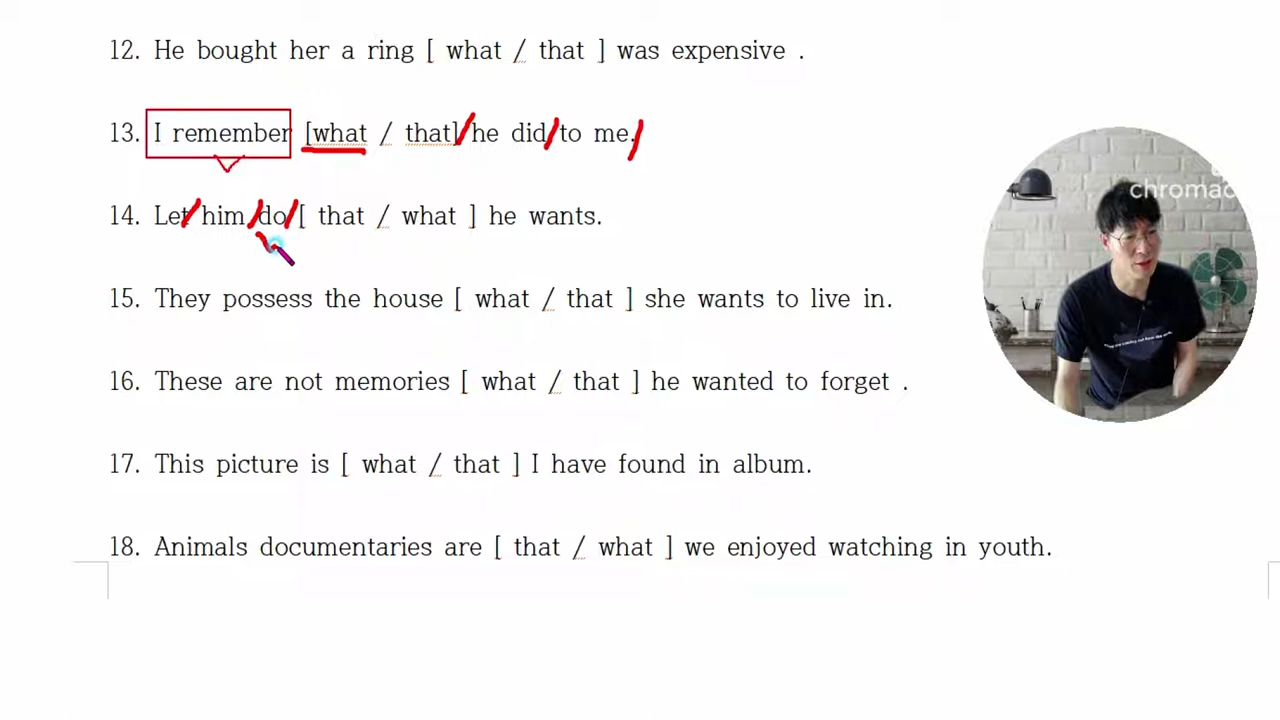 12. He bought her a ring [ what / that ] was expensive .
13. I remember [what / that] he did to me.
chromac
14. Let him do [ that / what ] he wants.
15. They possess the house [ what / that ] she wants to live in.
16. These are not memories [ what / that ] he wanted to forget .
17. This picture is [ what / that ] I have found in album.
18. Animals documentaries are [ that / what ] we enjoyed watching in youth.